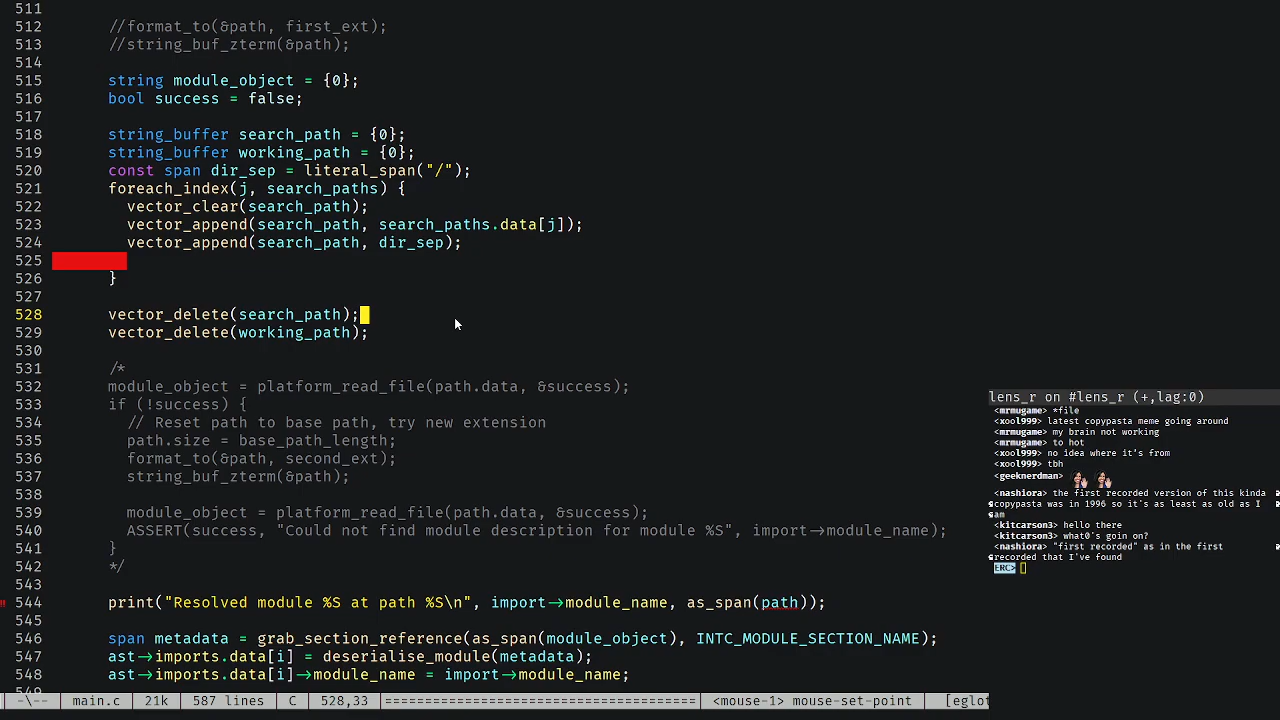 511
512 //format_to(&path, first_ext);
513 //string_buf_zterm(&path);
514
515 string module_object = {0};
516 bool success = false;
517
518 string_buffer search_path = {0};
519 string_buffer working_path = {0};
520 const span dir_sep = literal_span("/");
521 foreach_index(j, search_paths) {
522 vector_clear(search_path);
523 vector_append(search_path, search_paths.data[j]);
524 vector_append(search_path, dir_sep);
525
526 }
527
528 vector_delete(search_path);
529 vector_delete(working_path);
530
531 /*
532 module_object = platform_read_file(path.data, &success);
533 if (!success) {
534 // Reset path to base path, try new extension
535 path.size = base_path_length;
536 format_to(&path, second_ext);
537 string_buf_zterm(&path);
538
539 module_object = platform_read_file(path.data, &success);
540 ASSERT(success, "Could not find module description for module %S", import→module_name);
541 }
542 */
543
!! 544 print("Resolved module %S at path %S\n", import→module_name, as_span(path));
545
546 span metadata = grab_section_reference(as_span(module_object), INTC_MODULE_SECTION_NAME);
547 ast→imports.data[i] = deserialise_module(metadata);
548 ast→imports.data[i]→module_name = import→module_name;
549
-\-- main.c 21k 587 lines C 528,33 ==================================== <mouse-1> mouse-set-point [eglot
lens_r on #lens_r (+,lag:0)
<mrmugame> *file
<xool999> latest copypasta meme going around
<mrmugame> my brain not working
<mrmugame> to hot
<xool999> no idea where it's from
<xool999> tbh
<geeknerdman>
<nashiora> the first recorded version of this kinda
copypasta was in 1996 so it's as least as old as I
am
<kitcarson3> hello there
<kitcarson3> what0's goin on?
<nashiora> "first recorded" as in the first
recorded that I've found
ERC>